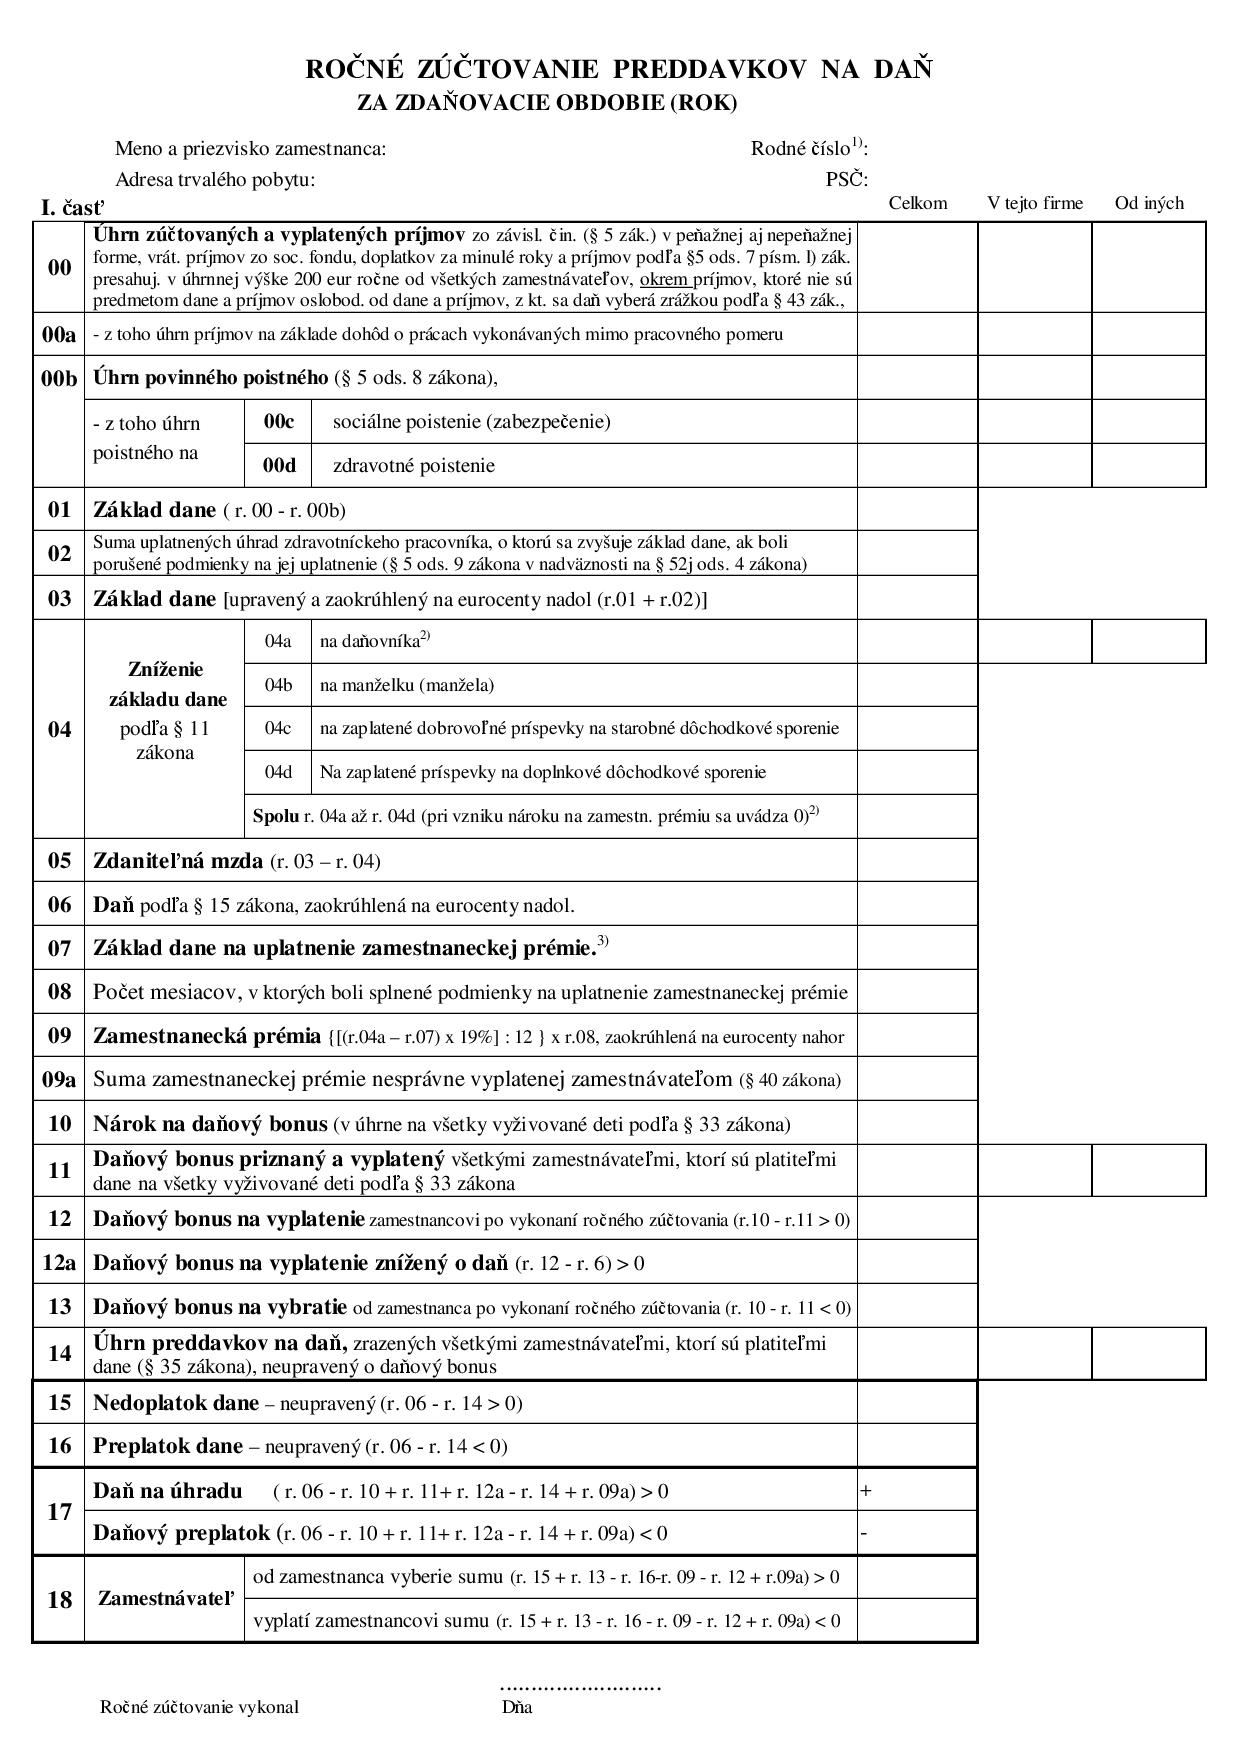 ROČNÉ ZÚČTOVANIE PREDDAVKOV NA DAŇ
ZA ZDAŇOVACIE OBDOBIE (ROK)
Meno a priezvisko zamestnanca: Rodné číslo1):
Adresa trvalého pobytu: PSČ:
I. časť Celkom V tejto firme Od iných
00 Úhrn zúčtovaných a vyplatených príjmov zo závisl. čin. (§ 5 zák.) v peňažnej aj nepeňažnej
forme, vrát. príjmov zo soc. fondu, doplatkov za minulé roky a príjmov podľa §5 ods. 7 písm. l) zák.
presahuj. v úhrnnej výške 200 eur ročne od všetkých zamestnávateľov, okrem príjmov, ktoré nie sú
predmetom dane a príjmov oslobod. od dane a príjmov, z kt. sa daň vyberá zrážkou podľa § 43 zák.,
00a - z toho úhrn príjmov na základe dohôd o prácach vykonávaných mimo pracovného pomeru
00b Úhrn povinného poistného (§ 5 ods. 8 zákona),
- z toho úhrn
poistného na
00c sociálne poistenie (zabezpečenie)
00d zdravotné poistenie
01 Základ dane ( r. 00 - r. 00b)
02 Suma uplatnených úhrad zdravotníckeho pracovníka, o ktorú sa zvyšuje základ dane, ak boli
porušené podmienky na jej uplatnenie (§ 5 ods. 9 zákona v nadväznosti na § 52j ods. 4 zákona)
03 Základ dane [upravený a zaokrúhlený na eurocenty nadol (r.01 + r.02)]
04 Zníženie
základu dane
podľa § 11
zákona
04a na daňovníka2)
04b na manželku (manžela)
04c na zaplatené dobrovoľné príspevky na starobné dôchodkové sporenie
04d Na zaplatené príspevky na doplnkové dôchodkové sporenie
Spolu r. 04a až r. 04d (pri vzniku nároku na zamestn. prémiu sa uvádza 0)2)
05 Zdaniteľná mzda (r. 03 – r. 04)
06 Daň podľa § 15 zákona, zaokrúhlená na eurocenty nadol.
07 Základ dane na uplatnenie zamestnaneckej prémie.3)
08 Počet mesiacov, v ktorých boli splnené podmienky na uplatnenie zamestnaneckej prémie
09 Zamestnanecká prémia {[(r.04a – r.07) x 19%] : 12 } x r.08, zaokrúhlená na eurocenty nahor
09a Suma zamestnaneckej prémie nesprávne vyplatenej zamestnávateľom (§ 40 zákona)
10 Nárok na daňový bonus (v úhrne na všetky vyživované deti podľa § 33 zákona)
11 Daňový bonus priznaný a vyplatený všetkými zamestnávateľmi, ktorí sú platiteľmi
dane na všetky vyživované deti podľa § 33 zákona
12 Daňový bonus na vyplatenie zamestnancovi po vykonaní ročného zúčtovania (r.10 - r.11 > 0)
12a Daňový bonus na vyplatenie znížený o daň (r. 12 - r. 6) > 0
13 Daňový bonus na vybratie od zamestnanca po vykonaní ročného zúčtovania (r. 10 - r. 11 < 0)
14 Úhrn preddavkov na daň, zrazených všetkými zamestnávateľmi, ktorí sú platiteľmi
dane (§ 35 zákona), neupravený o daňový bonus
15 Nedoplatok dane – neupravený (r. 06 - r. 14 > 0)
16 Preplatok dane – neupravený (r. 06 - r. 14 < 0)
17 Daň na úhradu ( r. 06 - r. 10 + r. 11+ r. 12a - r. 14 + r. 09a) > 0 +
Daňový preplatok (r. 06 - r. 10 + r. 11+ r. 12a - r. 14 + r. 09a) < 0 -
18 Zamestnávateľ
od zamestnanca vyberie sumu (r. 15 + r. 13 - r. 16-r. 09 - r. 12 + r.09a) > 0
vyplatí zamestnancovi sumu (r. 15 + r. 13 - r. 16 - r. 09 - r. 12 + r. 09a) < 0
..........................
Ročné zúčtovanie vykonal Dňa